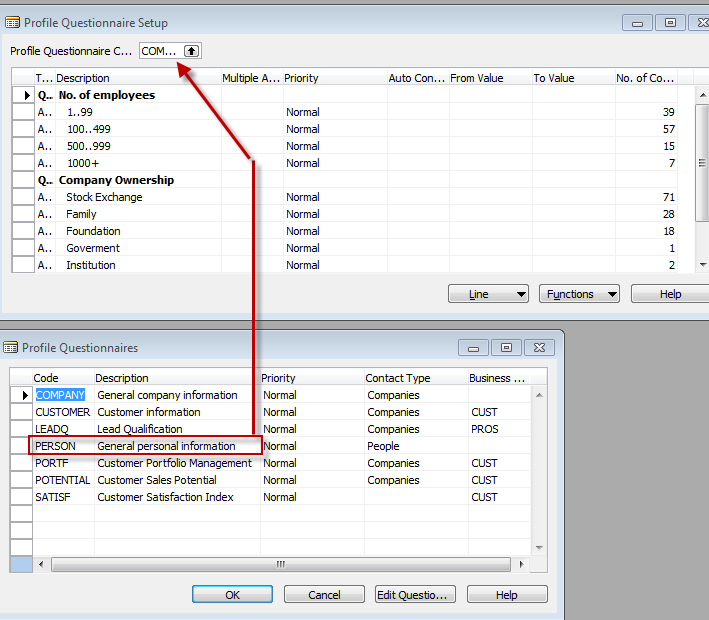 Profile Questionnaire Setup
Profile Questionnaire C... COM...
T... Description Multiple A... Priority Auto Con... From Value To Value No. of Co...
Q.. No. of employees
A.. 1..99 Normal 39
A.. 100..499 Normal 57
A.. 500..999 Normal 15
A.. 1000+ Normal 7
Q.. Company Ownership
A.. Stock Exchange Normal 71
A.. Family Normal 28
A.. Foundation Normal 18
A.. Goverment Normal 1
A.. Institution Normal 2
Line Functions Help
Profile Questionnaires
Code Description Priority Contact Type Business ...
COMPANY General company information Normal Companies
CUSTOMER Customer information Normal Companies CUST
LEADQ Lead Qualification Normal Companies PROS
PERSON General personal information Normal People
PORTF Customer Portfolio Management Normal Companies CUST
POTENTIAL Customer Sales Potential Normal Companies CUST
SATISF Customer Satisfaction Index Normal CUST
OK Cancel Edit Questio... Help